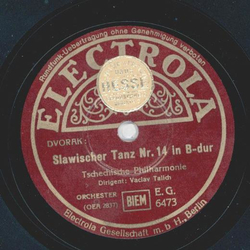 Rundfunk-Uebertragung ohne Genehmigung verboten
ELECTROLA
DVORAK:
Slawischer Tanz Nr. 14 in B-dur
Tschechische Philharmonie
Dirigent: Vaclav Talich
ORCHESTER
BIEM
E.G.
6473
Electrola Gesellschaft m.b.H., Berlin